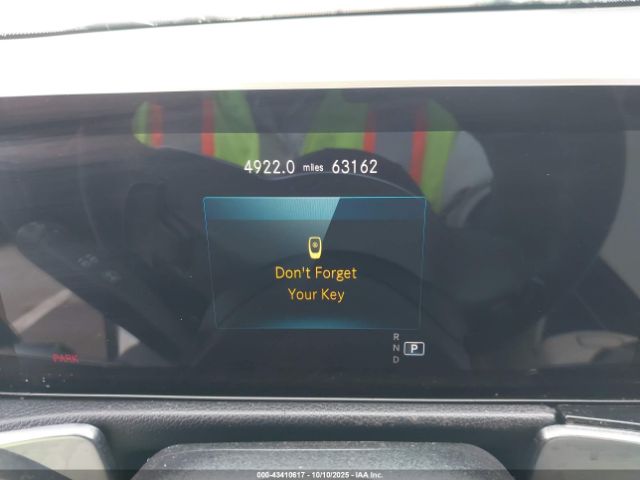 4922.0 miles 63162
Don't Forget
Your Key
R
N P
D
PARK
000-43410617 - 10/10/2025 - IAA Inc.